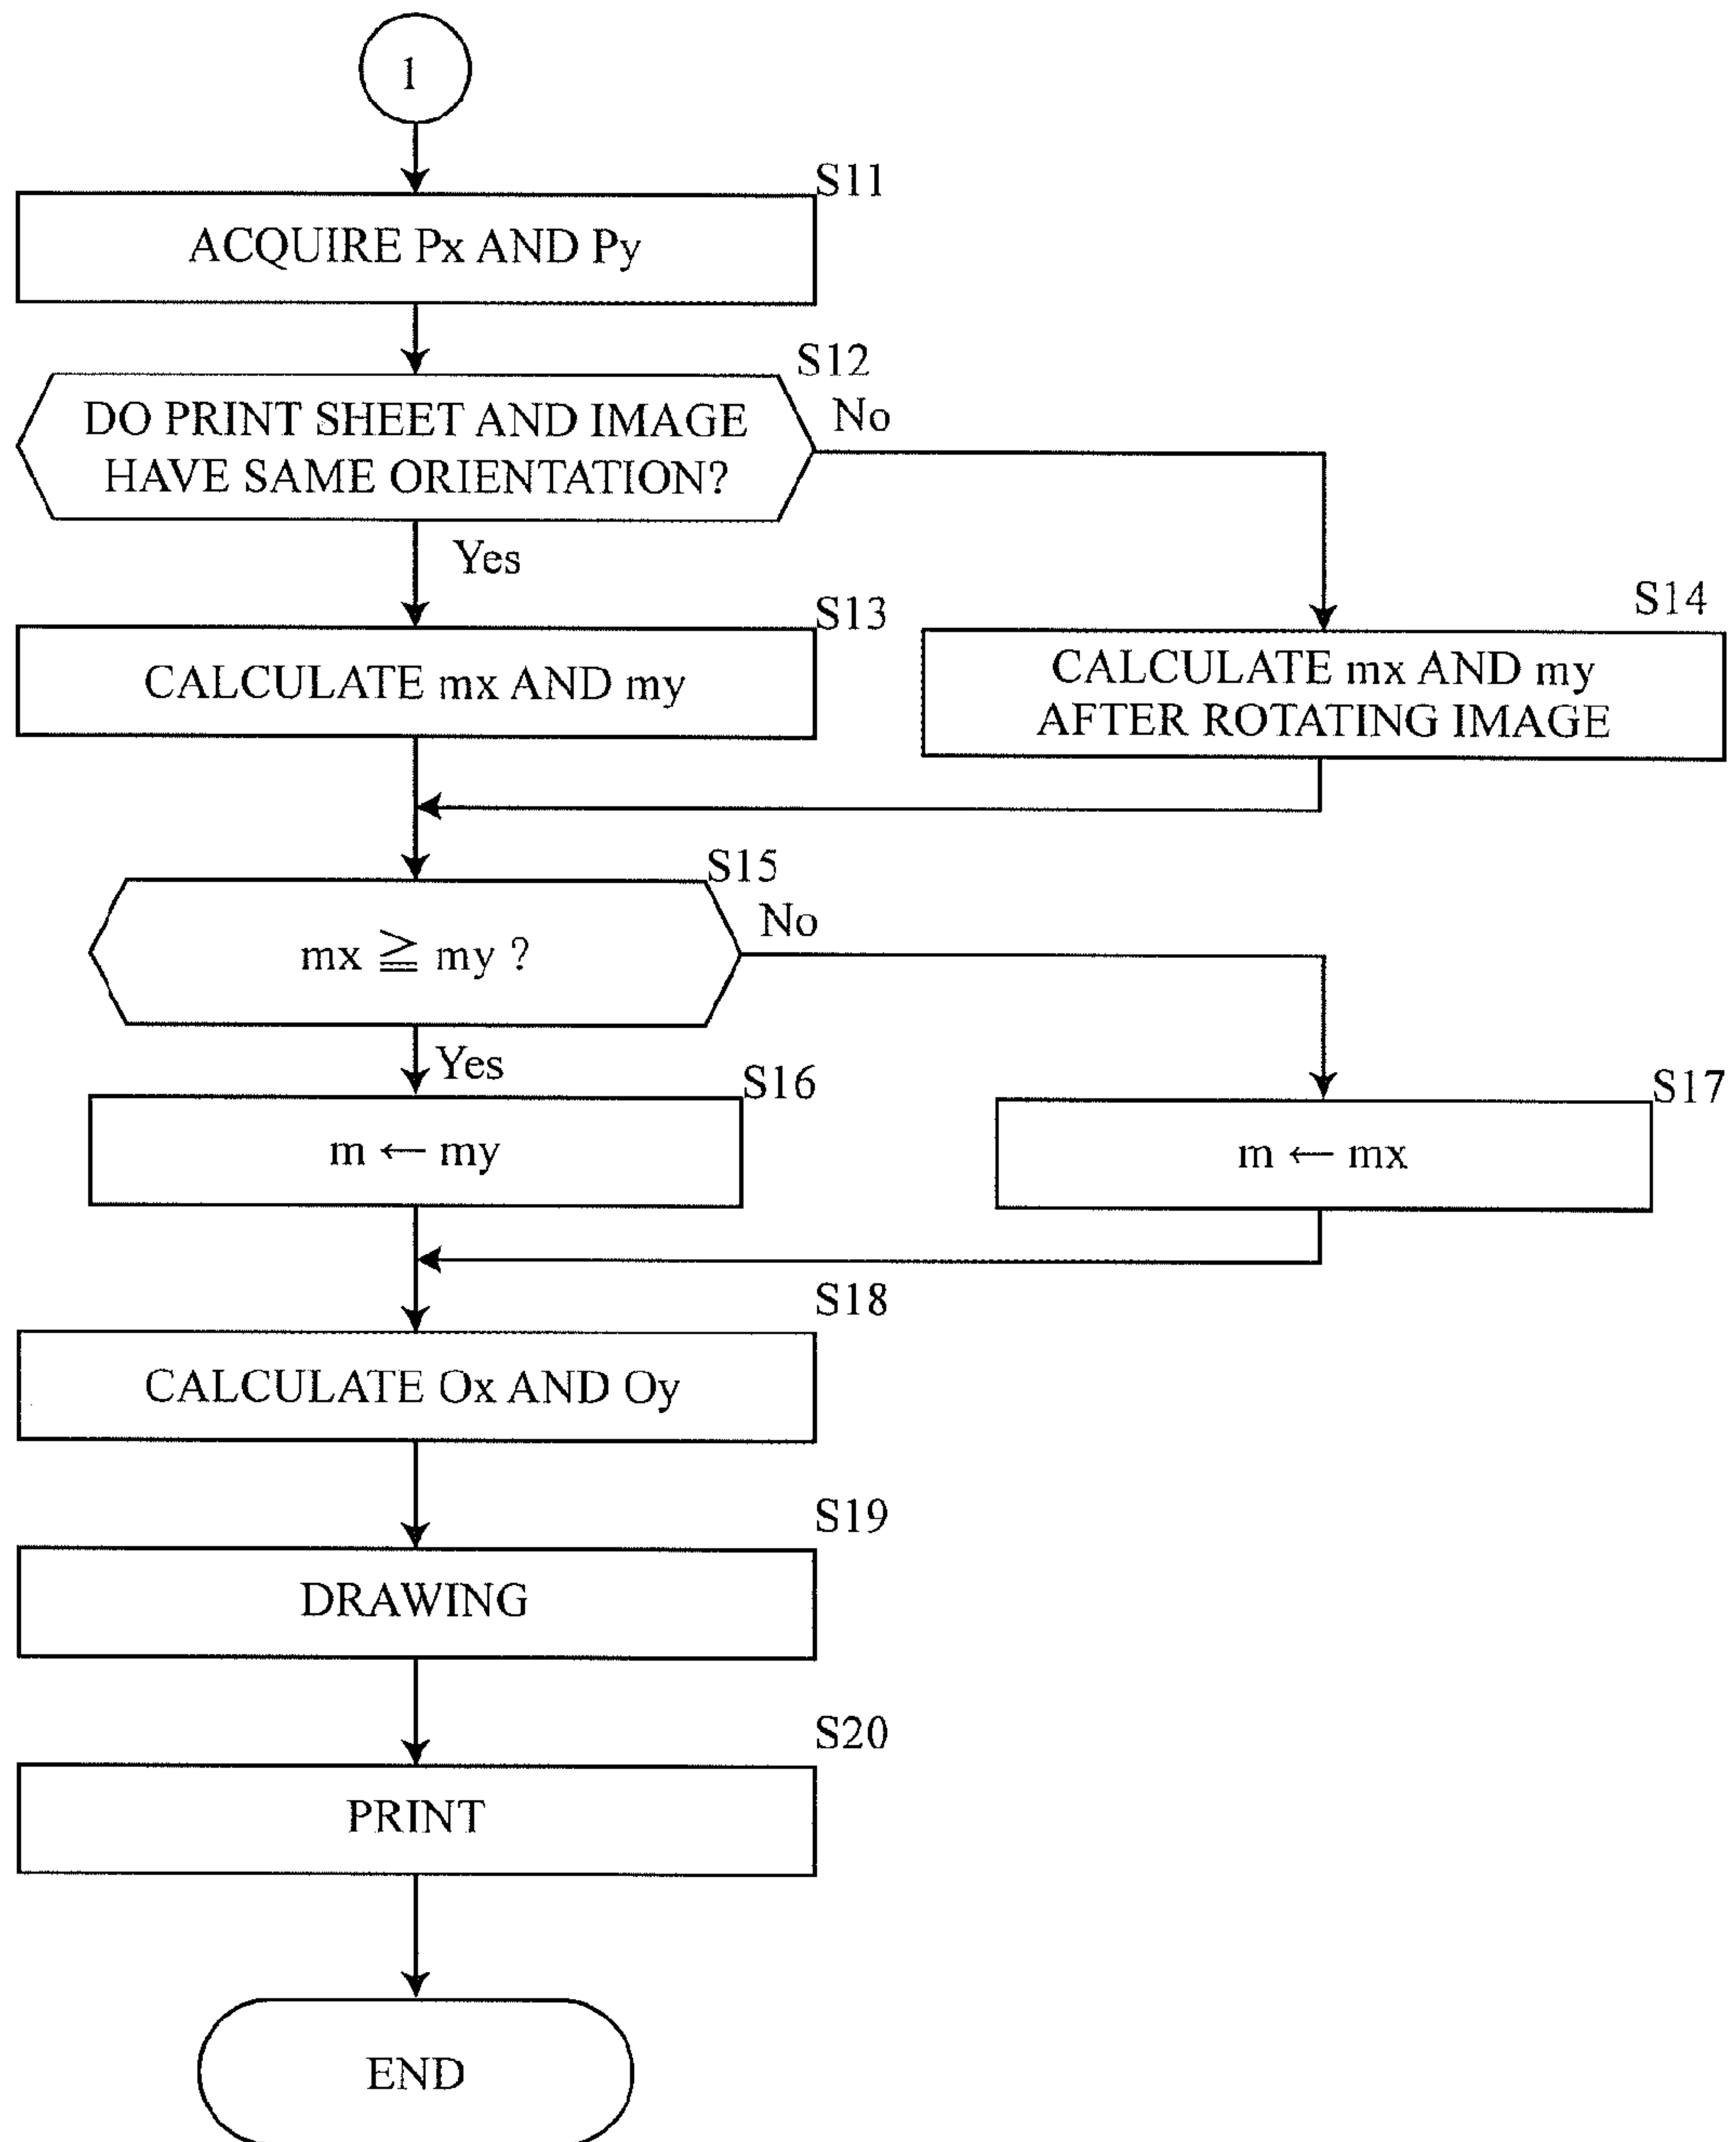 1
S11
ACQUIRE Px AND Py
S12
DO PRINT SHEET AND IMAGE
HAVE SAME ORIENTATION?
No
Yes
S13
CALCULATE mx AND my
S14
CALCULATE mx AND my
AFTER ROTATING IMAGE
S15
mx ≧ my ?
No
Yes
S16
m ← my
S17
m ← mx
S18
CALCULATE Ox AND Oy
S19
DRAWING
S20
PRINT
END